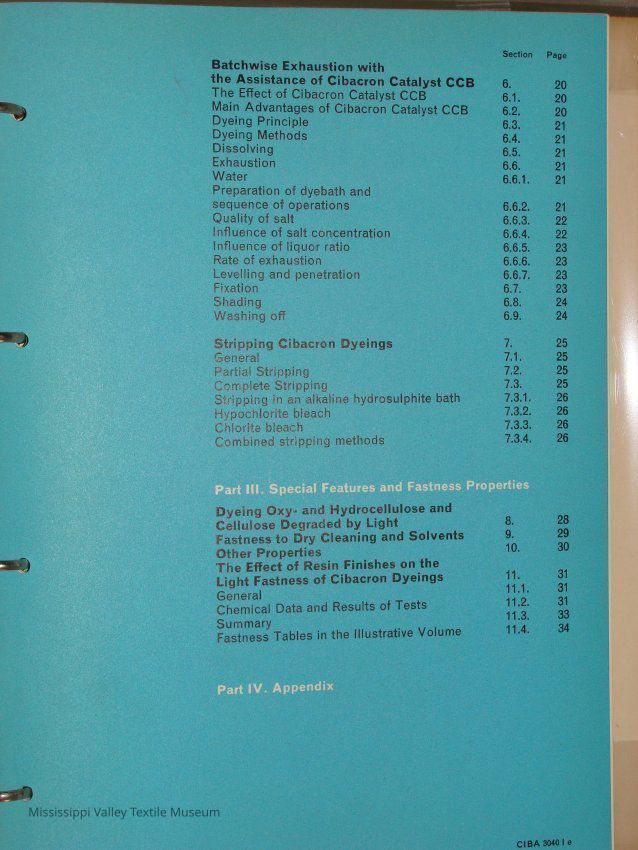 Section Page
Batchwise Exhaustion with
the Assistance of Cibacron Catalyst CCB 6. 20
The Effect of Cibacron Catalyst CCB 6.1. 20
Main Advantages of Cibacron Catalyst CCB 6.2. 20
Dyeing Principle 6.3. 21
Dyeing Methods 6.4. 21
Dissolving 6.5. 21
Exhaustion 6.6. 21
Water 6.6.1. 21
Preparation of dyebath and
sequence of operations 6.6.2. 21
Quality of salt 6.6.3. 22
Influence of salt concentration 6.6.4. 22
Influence of liquor ratio 6.6.5. 23
Rate of exhaustion 6.6.6. 23
Levelling and penetration 6.6.7. 23
Fixation 6.7. 23
Shading 6.8. 24
Washing off 6.9. 24
Stripping Cibacron Dyeings 7. 25
General 7.1. 25
Partial Stripping 7.2. 25
Complete Stripping 7.3. 25
Stripping in an alkaline hydrosulphite bath 7.3.1. 26
Hypochlorite bleach 7.3.2. 26
Chlorite bleach 7.3.3. 26
Combined stripping methods 7.3.4. 26
Part III. Special Features and Fastness Properties
Dyeing Oxy- and Hydrocellulose and
Cellulose Degraded by Light 8. 28
Fastness to Dry Cleaning and Solvents 9. 29
Other Properties 10. 30
The Effect of Resin Finishes on the
Light Fastness of Cibacron Dyeings 11. 31
General 11.1. 31
Chemical Data and Results of Tests 11.2. 31
Summary 11.3. 33
Fastness Tables in the Illustrative Volume 11.4. 34
Part IV. Appendix
Mississippi Valley Textile Museum
CIBA 3040 I e